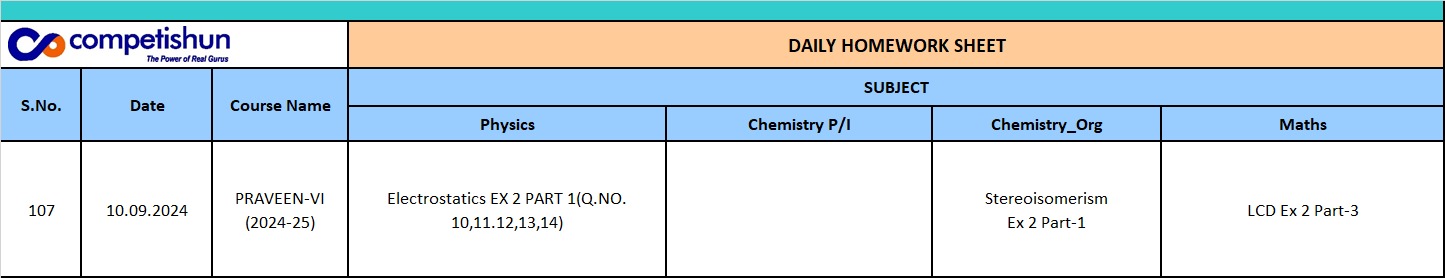 competishun
The Power of Real Gurus
DAILY HOMEWORK SHEET
S.No.
Date
Course Name
SUBJECT
Physics
Chemistry P/I
Chemistry_Org
Maths
107
10.09.2024
PRAVEEN-VI
(2024-25)
Electrostatics EX 2 PART 1(Q.NO.
10,11.12,13,14)
Stereoisomerism
Ex 2 Part-1
LCD Ex 2 Part-3